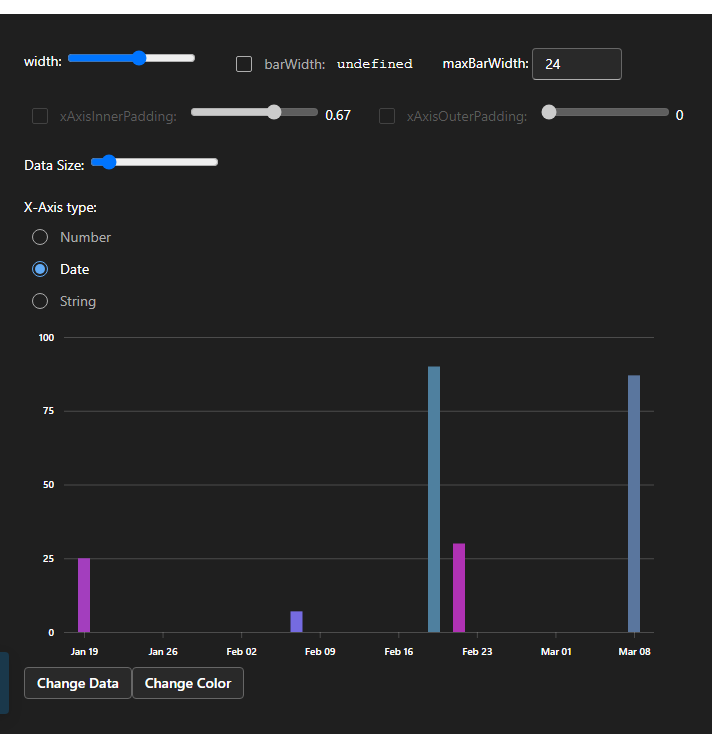 width: barWidth: undefined maxBarWidth: 24
xAxisInnerPadding: 0.67 xAxisOuterPadding: 0
Data Size:
X-Axis type:
Number
Date
String
100
75
50
25
0
Jan 19 Jan 26 Feb 02 Feb 09 Feb 16 Feb 23 Mar 01 Mar 08
Change Data Change Color